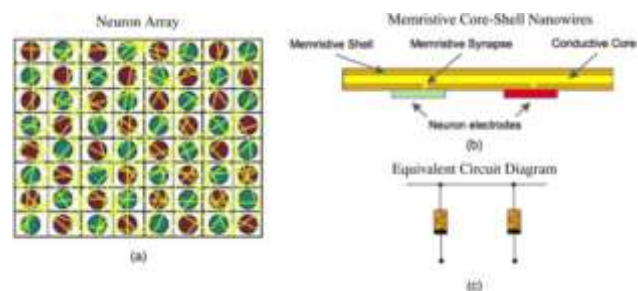 Neuron Array
(a)
Memristive Core-Shell Nanowires
Memristive Shell
Memristive Synapse
Conductive Core
Neuron electrodes
(b)
Equivalent Circuit Diagram
(c)